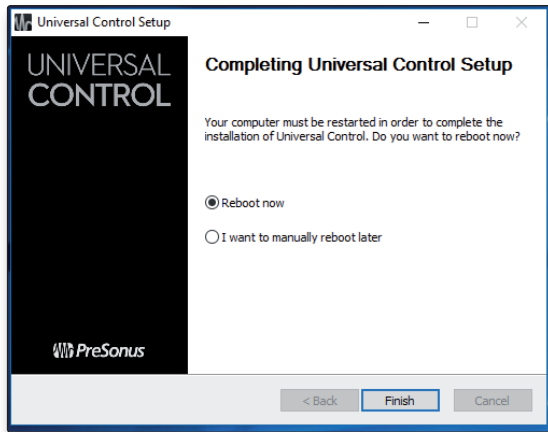 Universal Control Setup
UNIVERSAL
CONTROL
Completing Universal Control Setup
Your computer must be restarted in order to complete the
installation of Universal Control. Do you want to reboot now?
Reboot now
I want to manually reboot later
PreSonus
< Back Finish Cancel